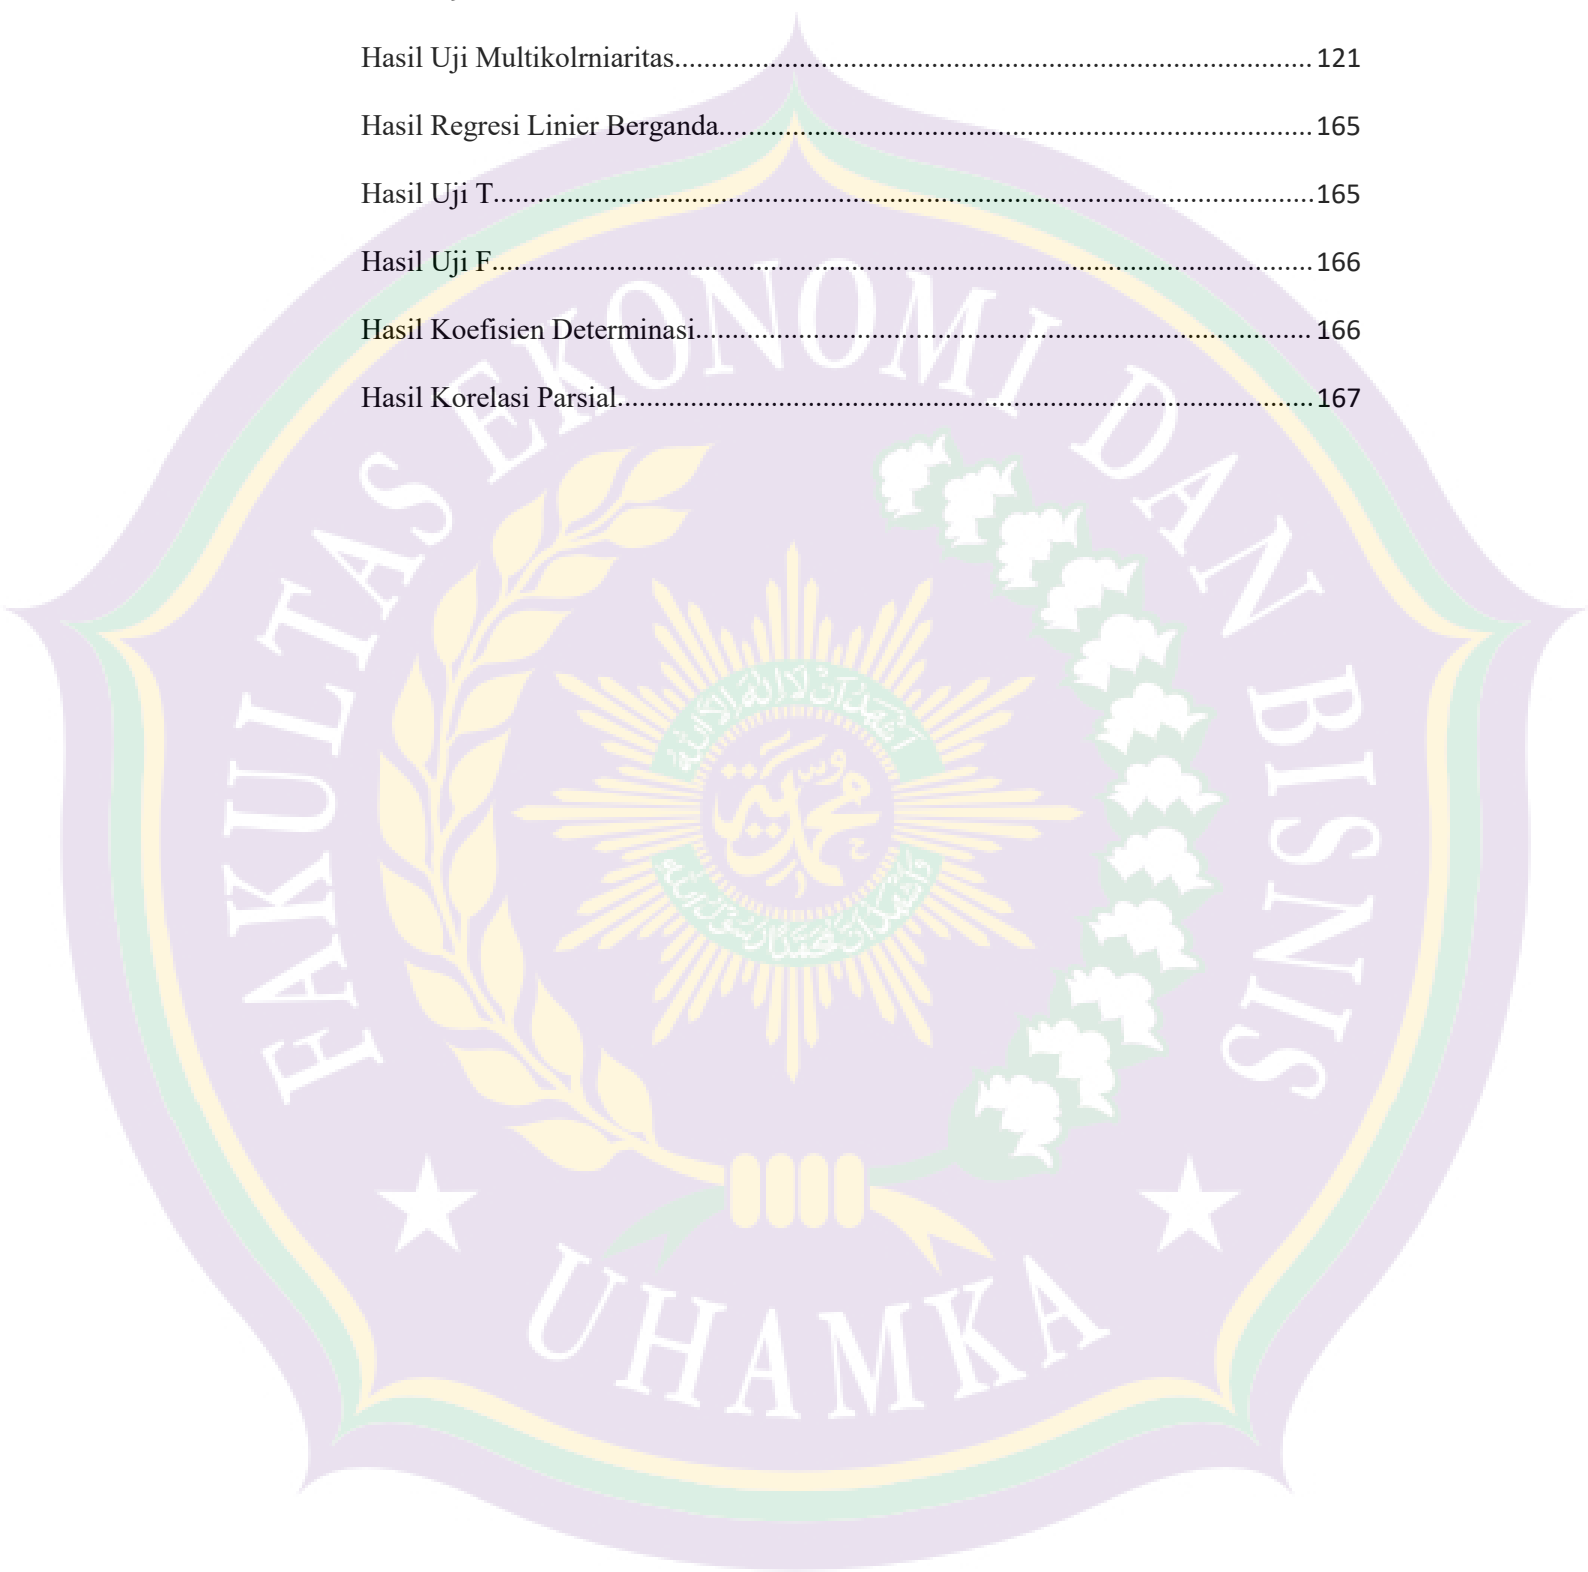 Hasil Uji Multikolrniaritas 121
Hasil Regresi Linier Berganda 165
Hasil Uji T 165
Hasil Uji F 166
Hasil Koefisien Determinasi 166
Hasil Korelasi Parsial 167
FAKULTAS EKONOMI DAN BISNIS
محمدية
UHAMKA